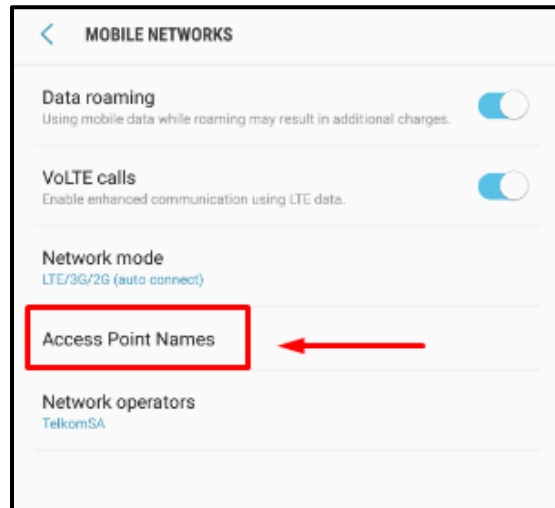 MOBILE NETWORKS
Data roaming
Using mobile data while roaming may result in additional charges.
VoLTE calls
Enable enhanced communication using LTE data.
Network mode
LTE/3G/2G (auto connect)
Access Point Names
Network operators
TelkomSA